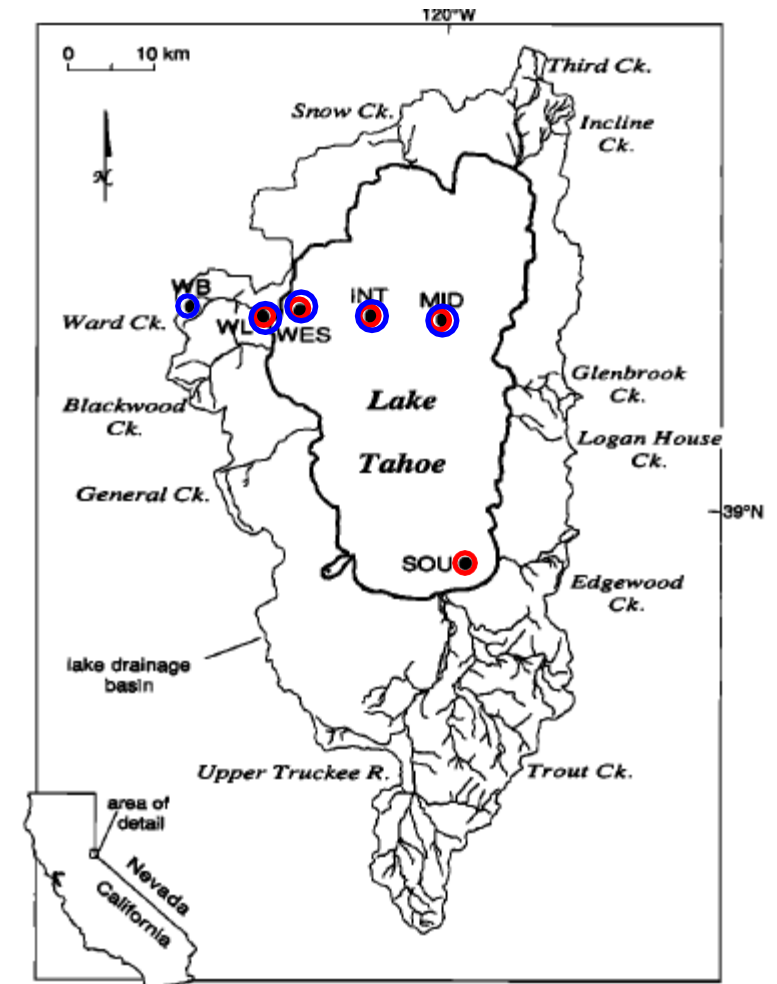 120°W
0 10 km
Third Ck.
Snow Ck.
Incline
Ck.
N
WB
INT
MID
Ward Ck.
WL
WES
Glenbrook
Ck.
Lake
Blackwood
Ck.
Logan House
Ck.
Tahoe
General Ck.
39°N
SOU
Edgewood
Ck.
lake drainage
basin
Upper Truckee R.
Trout Ck.
area of
detail
Nevada
California